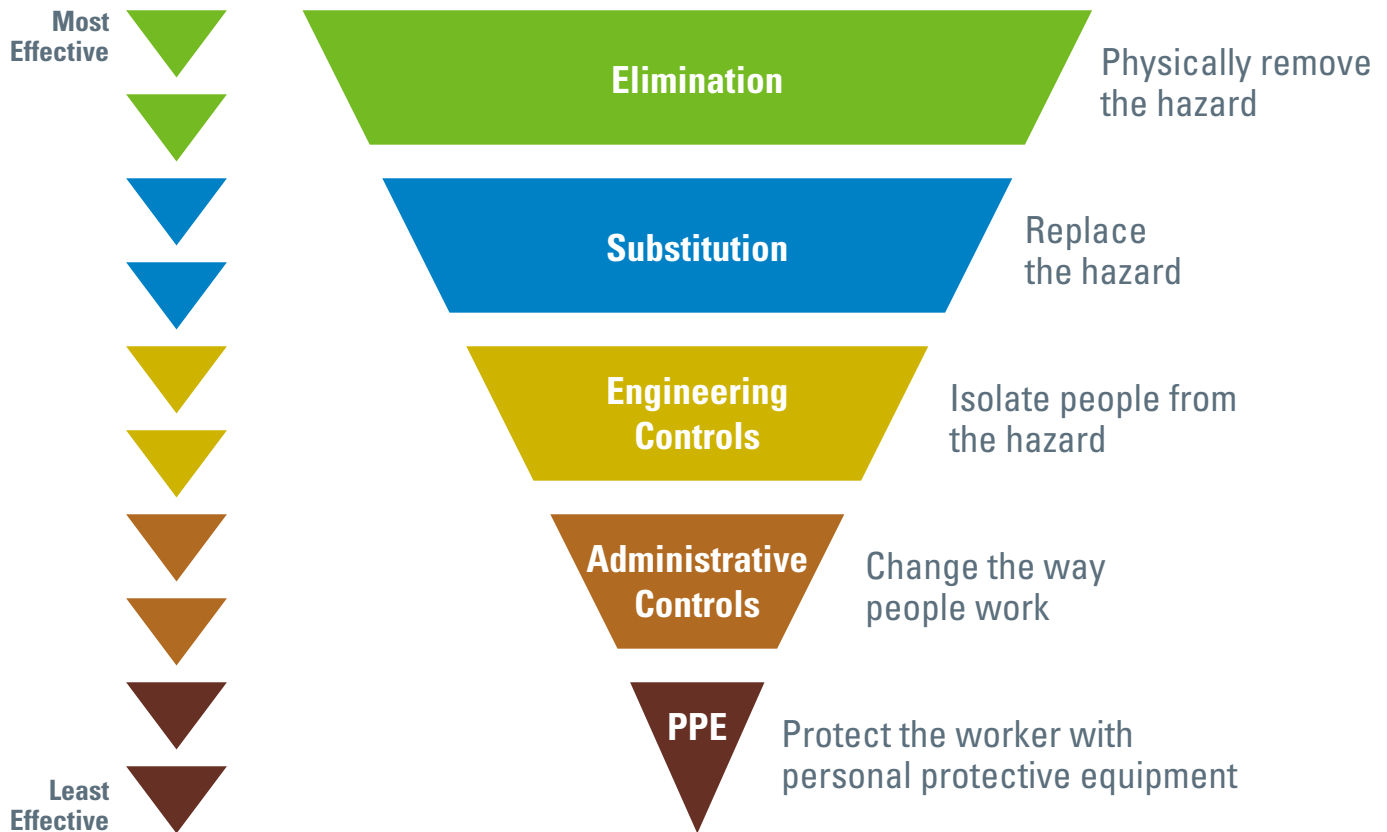 Most
Effective
Elimination
Physically remove
the hazard
Substitution
Replace
the hazard
Engineering
Controls
Isolate people from
the hazard
Administrative
Controls
Change the way
people work
PPE
Protect the worker with
personal protective equipment
Least
Effective